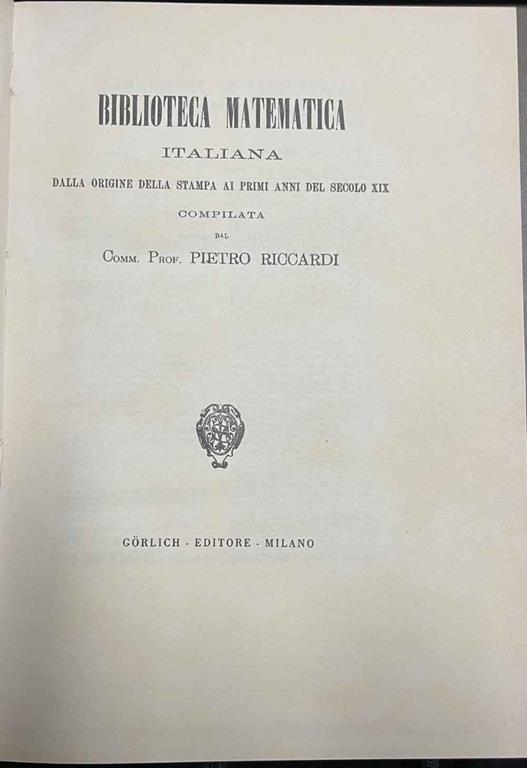 BIBLIOTECA MATEMATICA
ITALIANA
DALLA ORIGINE DELLA STAMPA AI PRIMI ANNI DEL SECOLO XIX
COMPILATA
DAL
COMM. PROF. PIETRO RICCARDI
GÖRLICH - EDITORE - MILANO